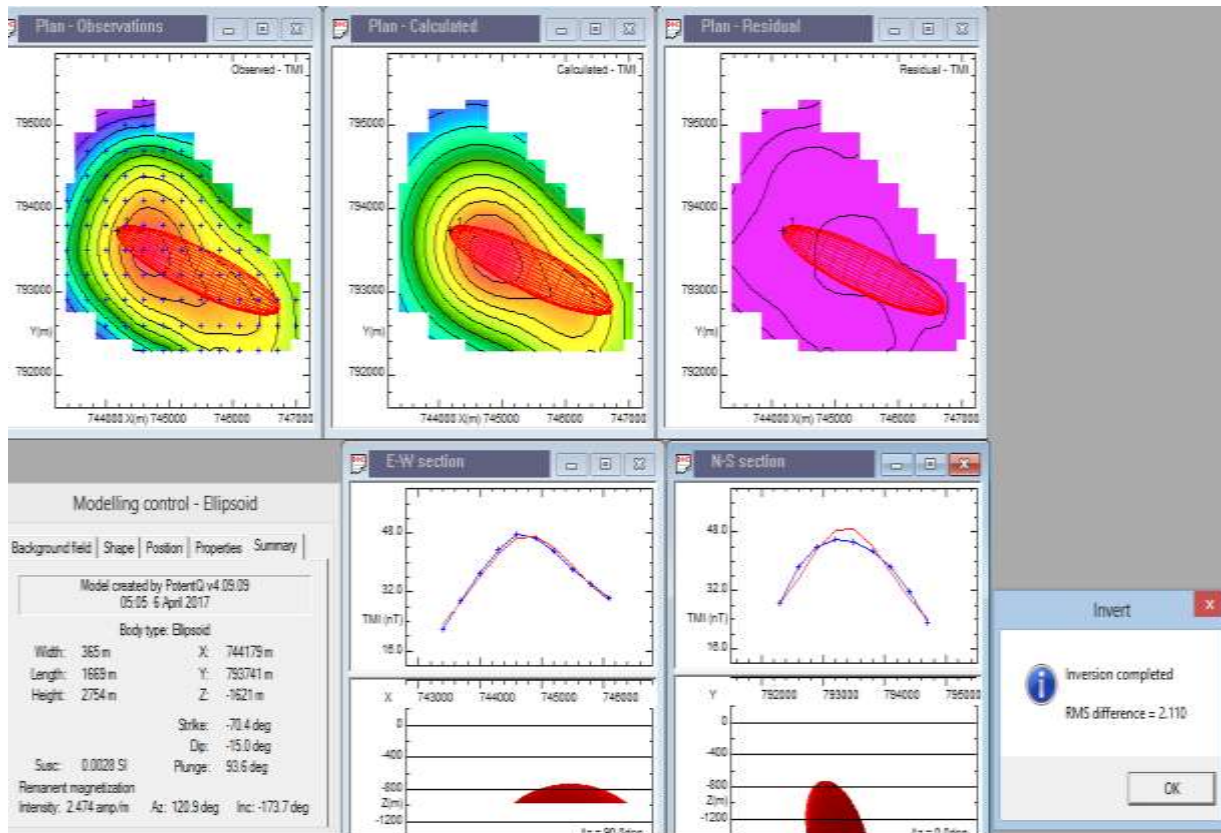 Plan - Observations
Plan - Calculated
Plan - Residual
Observed - TMI
Calculated - TMI
Residual - TMI
795000
794000
793000
Y(m)
792000
744000 X(m) 745000 746000 747000
795000
794000
793000
Y(m)
792000
744000 X(m) 745000 746000 747000
795000
794000
793000
Y(m)
792000
744000 X(m) 745000 746000 747000
Modelling control - Ellipsoid
Background field Shape Position Properties Summary
Model created by PotentQ v4.09.09
05:05 6 April 2017
Body type: Ellipsoid
Width: 365 m X: 744179 m
Length: 1669 m Y: 793741 m
Height: 2754 m Z: -1621 m
Strike: -70.4 deg
Dip: -15.0 deg
Susc: 0.0028 SI Plunge: 93.6 deg
Remanent magnetization
Intensity: 2.474 amp/m Az: 120.9 deg Inc: -173.7 deg
E-W section
48.0
32.0
TMI (nT)
16.0
X 743000 744000 745000 746000
0
-400
-800
Z(m)
-1200
N-S section
48.0
32.0
TMI (nT)
16.0
Y 792000 793000 794000 795000
0
-400
-800
Z(m)
-1200
Invert
Inversion completed
RMS difference = 2.110
OK